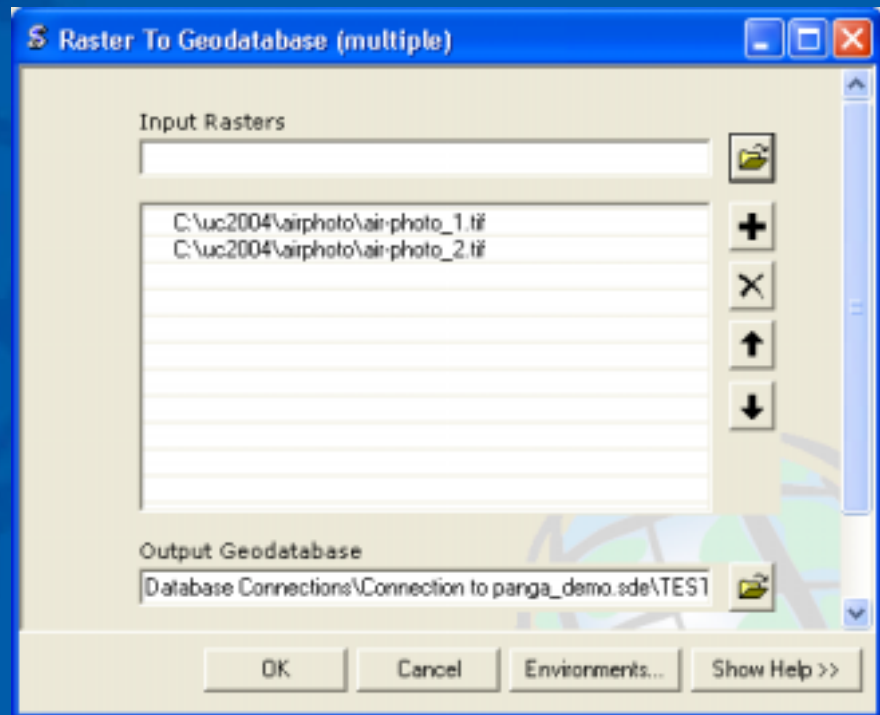 Raster To Geodatabase (multiple)
Input Rasters
C:\uc2004\airphoto\air-photo_1.tif
C:\uc2004\airphoto\air-photo_2.tif
Output Geodatabase
Database Connections\Connection to panga_demo.sde\TEST
OK Cancel Environments... Show Help >>